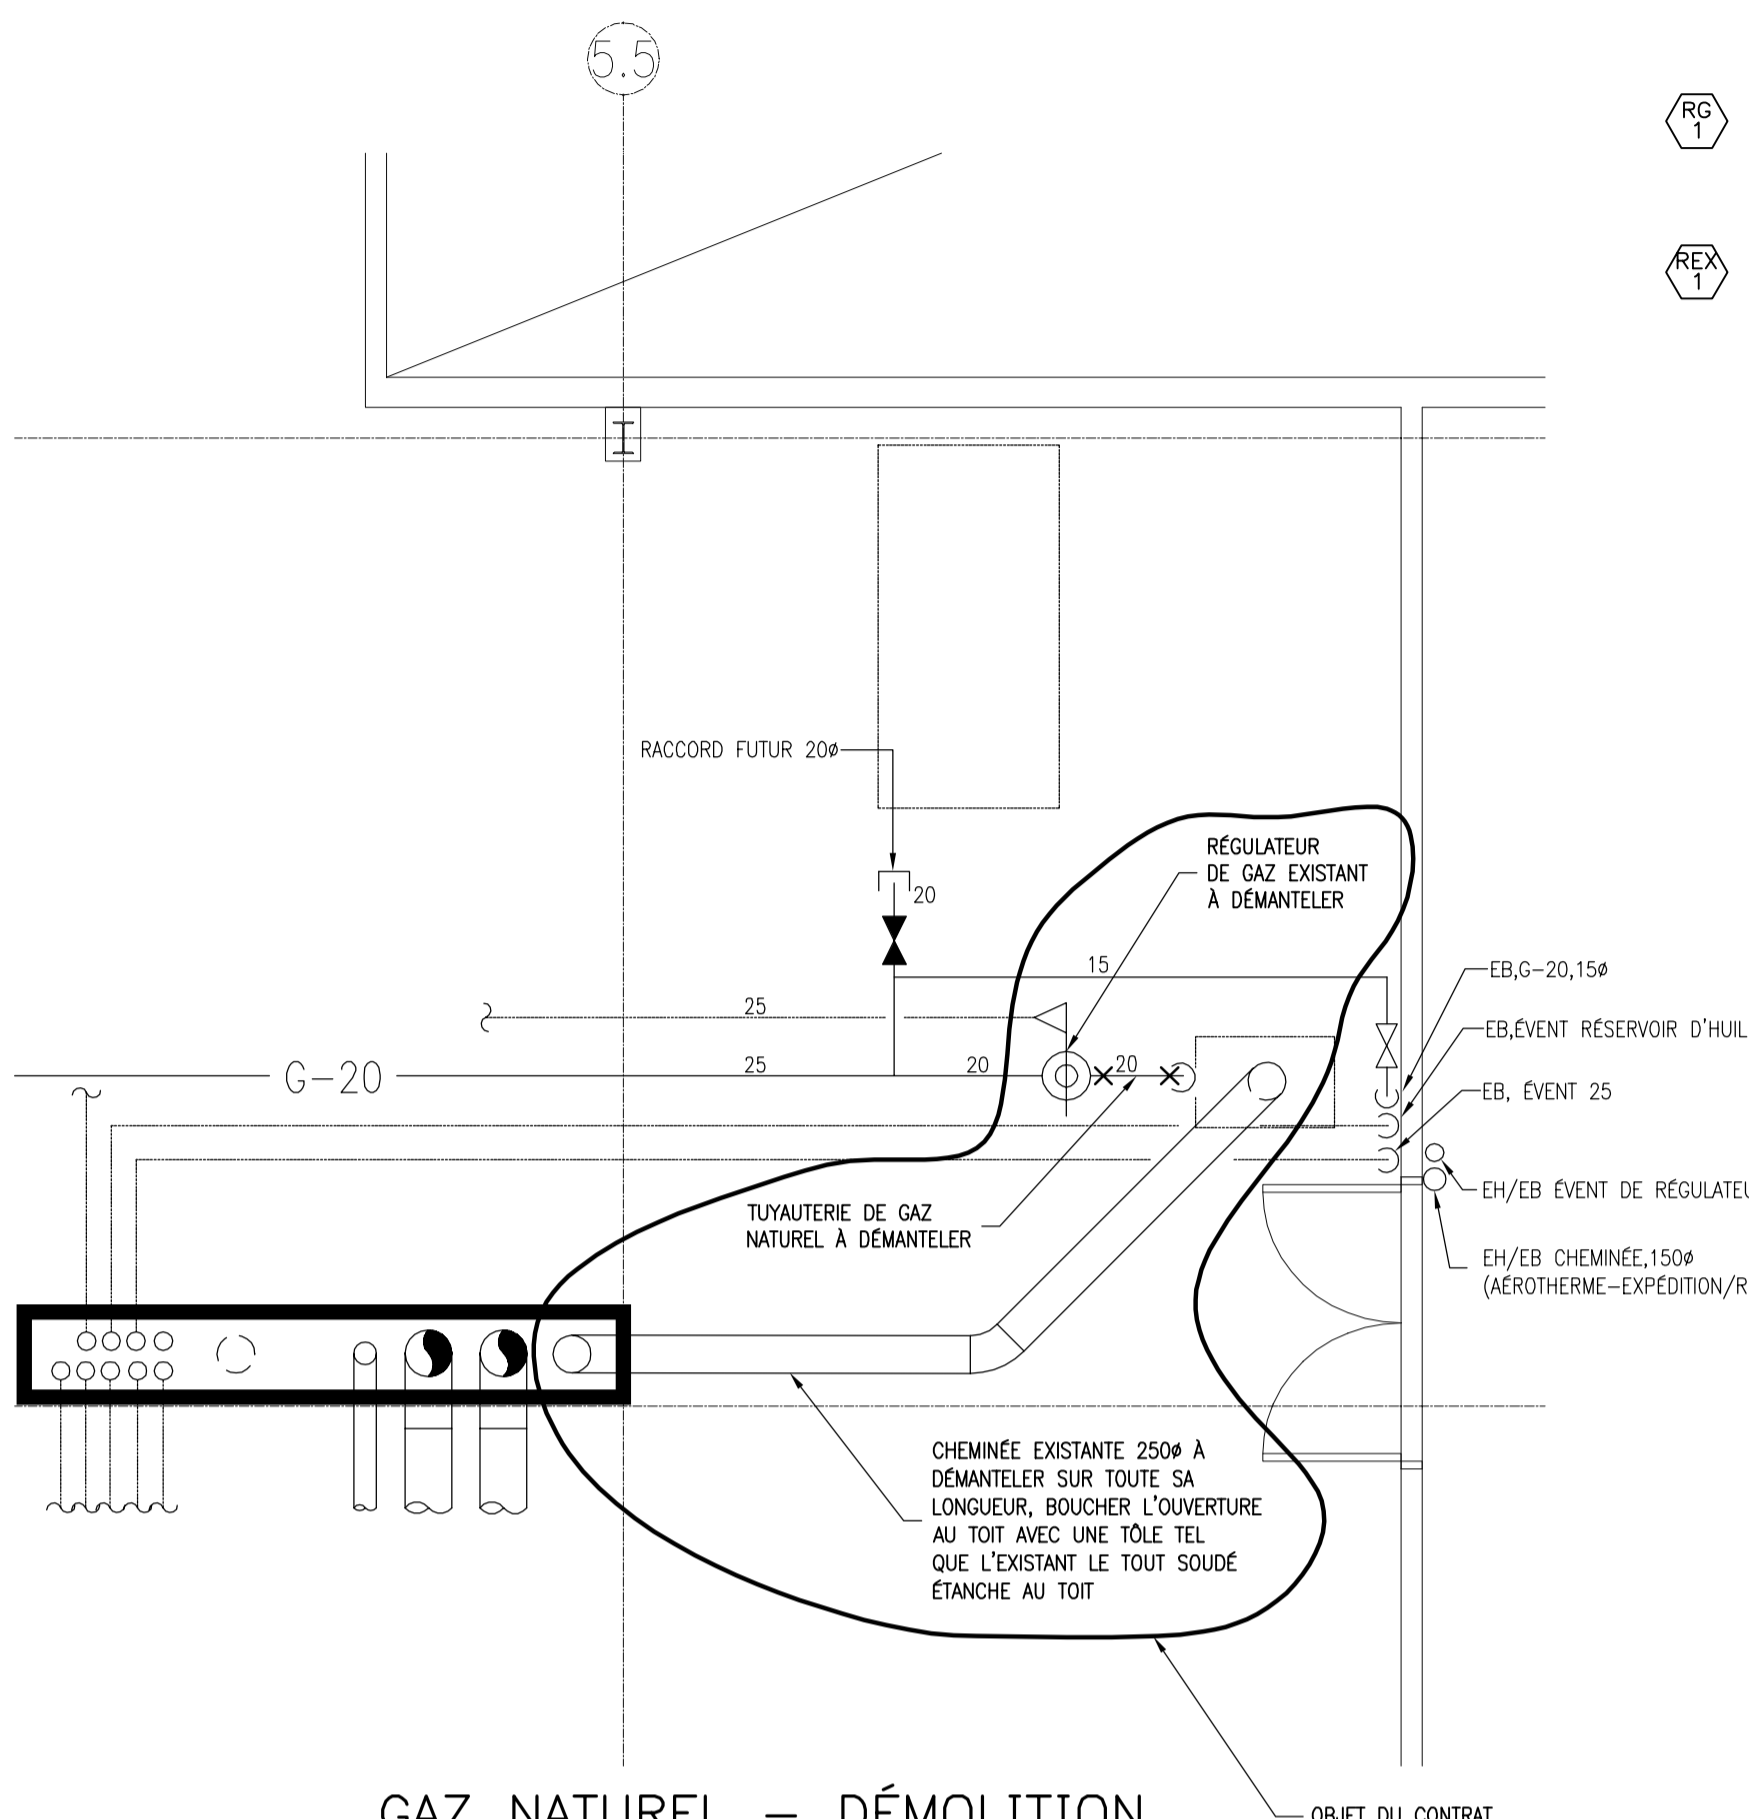 5.5
RG
1
REX
1
I
RACCORD FUTUR 20ø
20
RÉGULATEUR
DE GAZ EXISTANT
À DÉMANTELER
15
EB,G-20,15ø
25
EB,ÉVENT RÉSERVOIR D'HUIL
G-20
25
20
20
EB, ÉVENT 25
EH/EB ÉVENT DE RÉGULATEU
TUYAUTERIE DE GAZ
NATUREL À DÉMANTELER
EH/EB CHEMINÉE,150ø
(AÉROTHERME-EXPÉDITION/R
CHEMINÉE EXISTANTE 250ø À
DÉMANTELER SUR TOUTE SA
LONGUEUR, BOUCHER L'OUVERTURE
AU TOIT AVEC UNE TÔLE TEL
QUE L'EXISTANT LE TOUT SOUDÉ
ÉTANCHE AU TOIT
GAZ NATUREL - DÉMOLITION
OBJET DU CONTRAT